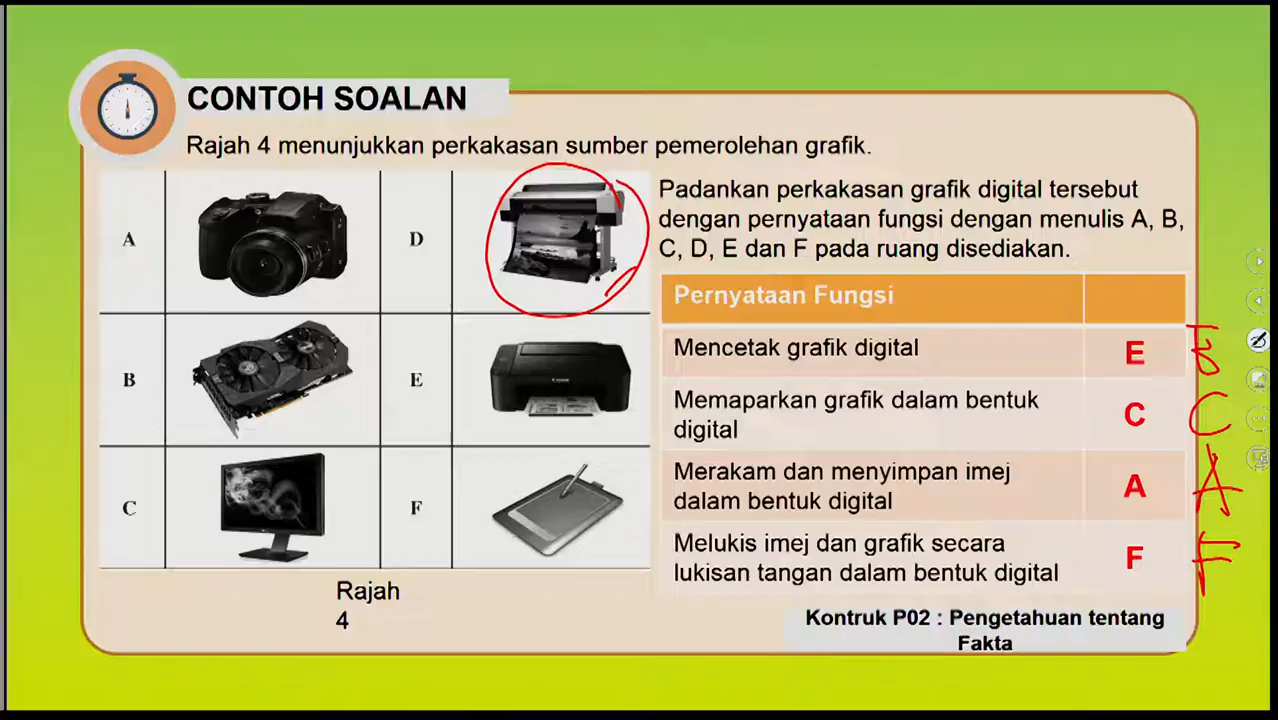 CONTOH SOALAN
Rajah 4 menunjukkan perkakasan sumber pemerolehan grafik.
Padankan perkakasan grafik digital tersebut
dengan pernyataan fungsi dengan menulis A, B,
C, D, E dan F pada ruang disediakan.
A
D
B
E
Canon
C
F
Rajah
4
Pernyataan Fungsi
Mencetak grafik digital
E
Memaparkan grafik dalam bentuk
digital
C
C
Merakam dan menyimpan imej
dalam bentuk digital
A
A
Melukis imej dan grafik secara
lukisan tangan dalam bentuk digital
F
F
Kontruk P02 : Pengetahuan tentang
Fakta